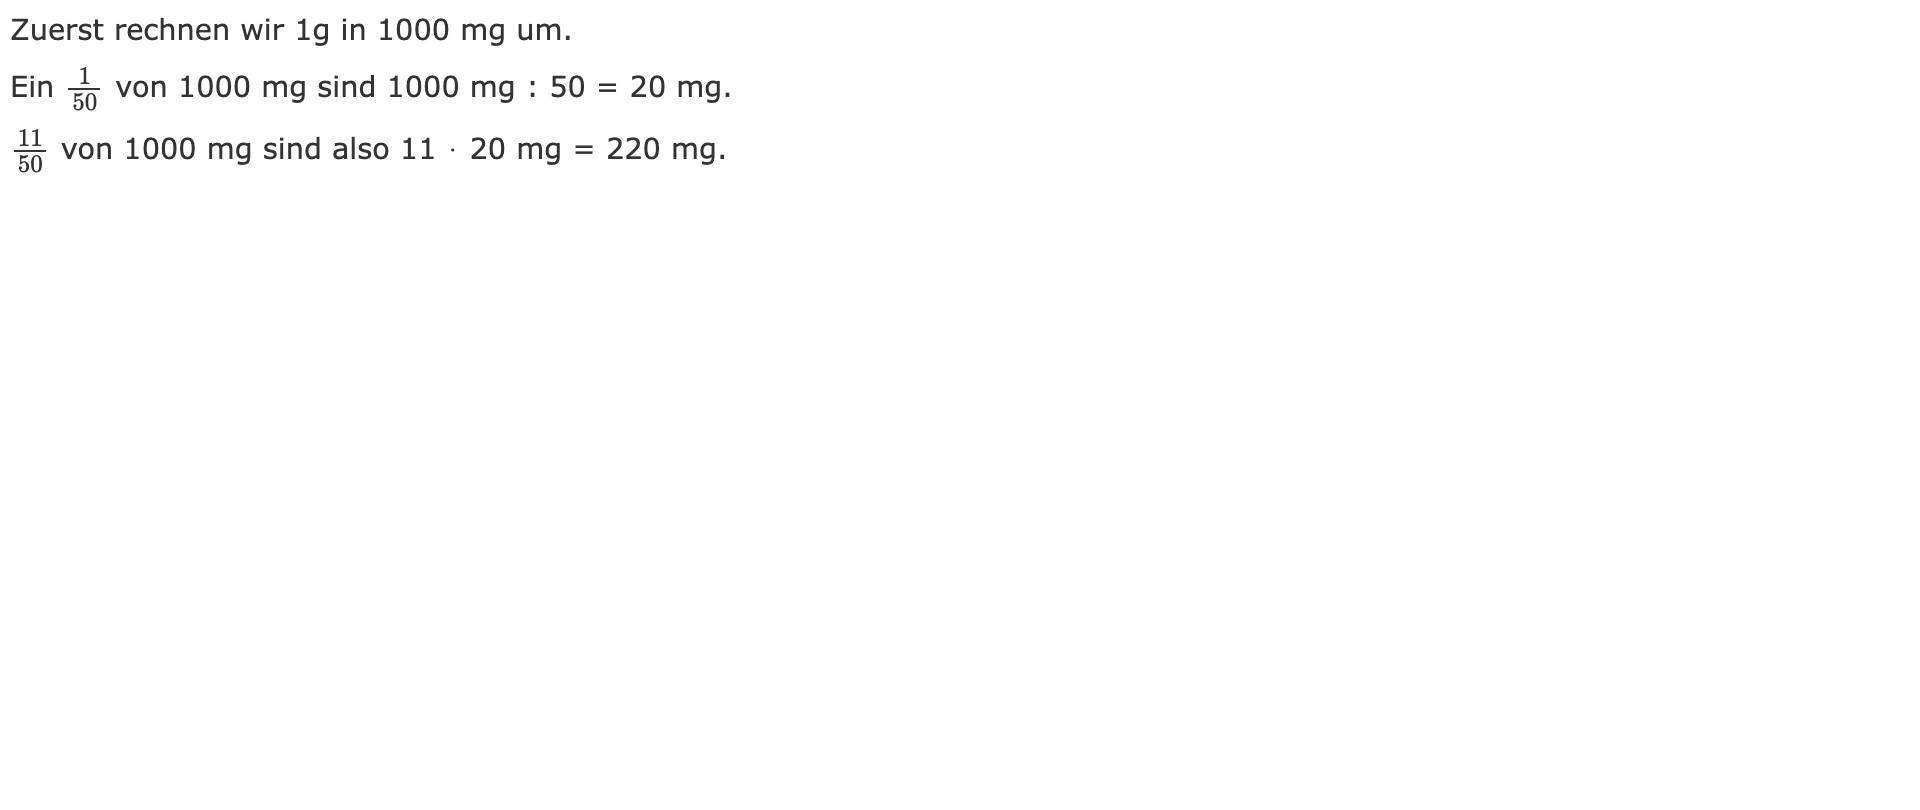 Zuerst rechnen wir 1g in 1000 mg um.
Ein $\frac{1}{50}$ von 1000 mg sind 1000 mg : 50 = 20 mg.
$\frac{11}{50}$ von 1000 mg sind also 11 · 20 mg = 220 mg.